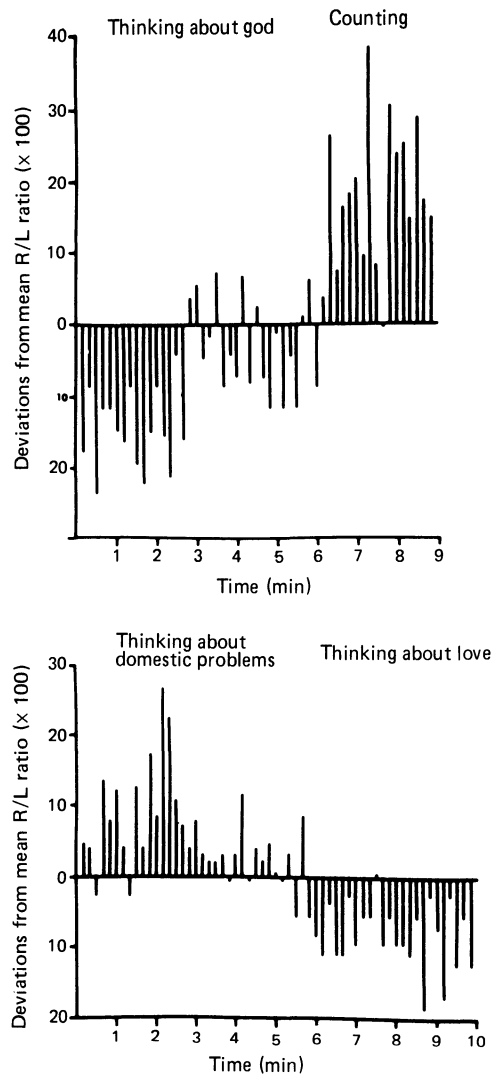 Thinking about god
Counting
Deviations from mean R/L ratio (x 100)
40
30
20
10
0
10
20
1 2 3 4 5 6 7 8 9
Time (min)
Thinking about
domestic problems
Thinking about love
Deviations from mean R/L ratio (x 100)
30
20
10
0
10
20
1 2 3 4 5 6 7 8 9 10
Time (min)